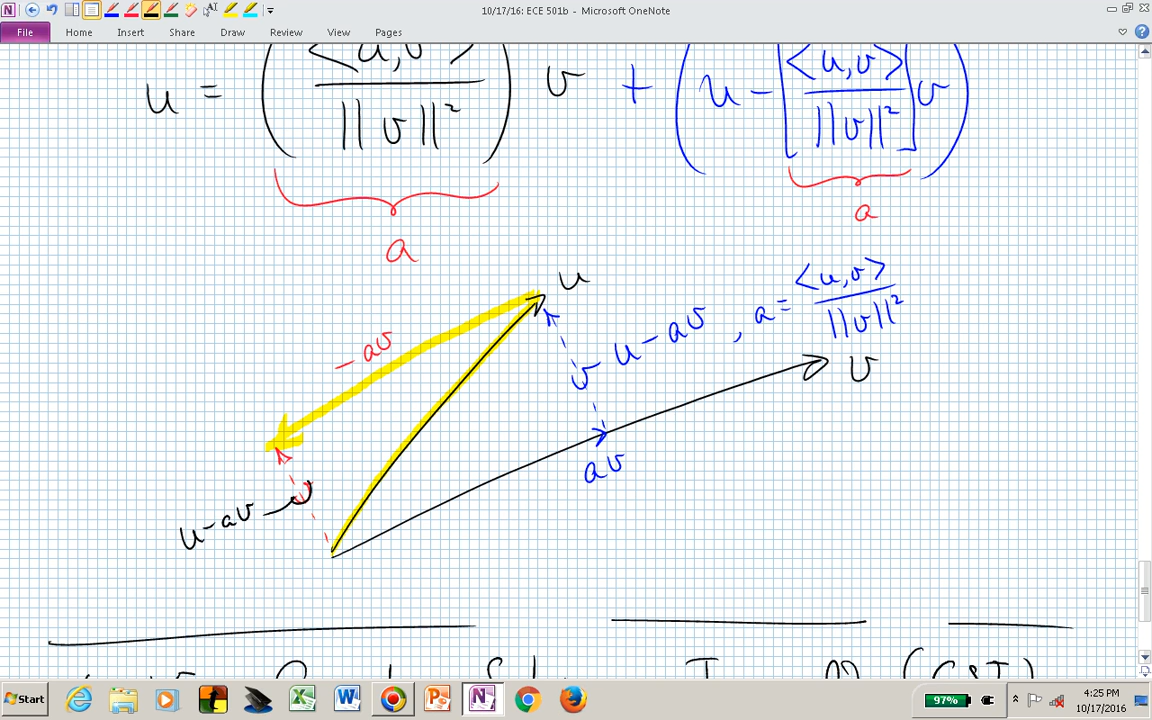 10/17/16: ECE 501b - Microsoft OneNote
File Home Insert Share Draw Review View Pages
u = (<u,v> / ||v||²) v + (u - [<u,v> / ||v||²] v)
a
a
u
<u,v>
-av
u-av , a = ‾‾‾‾‾
||v||²
v
av
u-av
(GST)
Start
97%
4:25 PM
10/17/2016